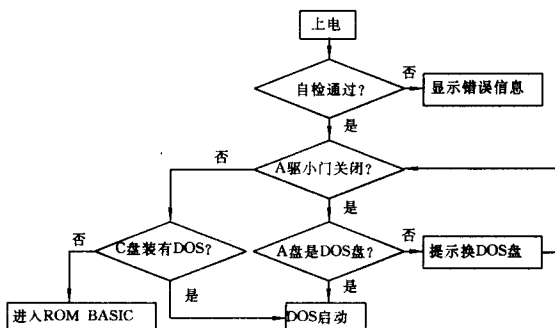 上电
自检通过?
否
显示错误信息
是
否
A驱小门关闭?
是
否
C盘装有DOS?
A盘是DOS盘?
否
提示换DOS盘
是
是
进入ROM BASIC
DOS启动